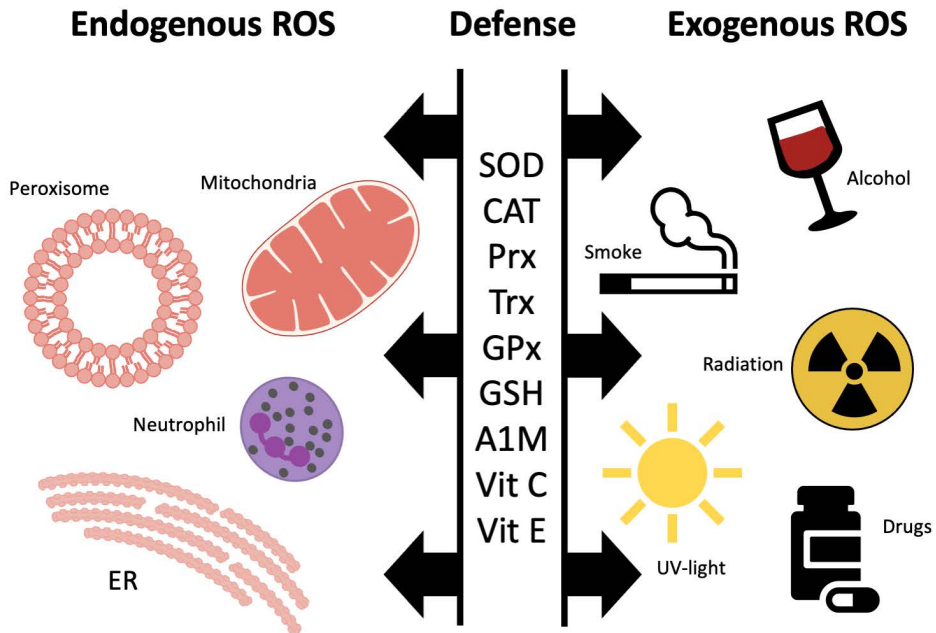 Endogenous ROS
Defense
Exogenous ROS
Peroxisome
Mitochondria
Neutrophil
ER
SOD
CAT
Prx
Trx
GPx
GSH
A1M
Vit C
Vit E
Alcohol
Smoke
Radiation
UV-light
Drugs